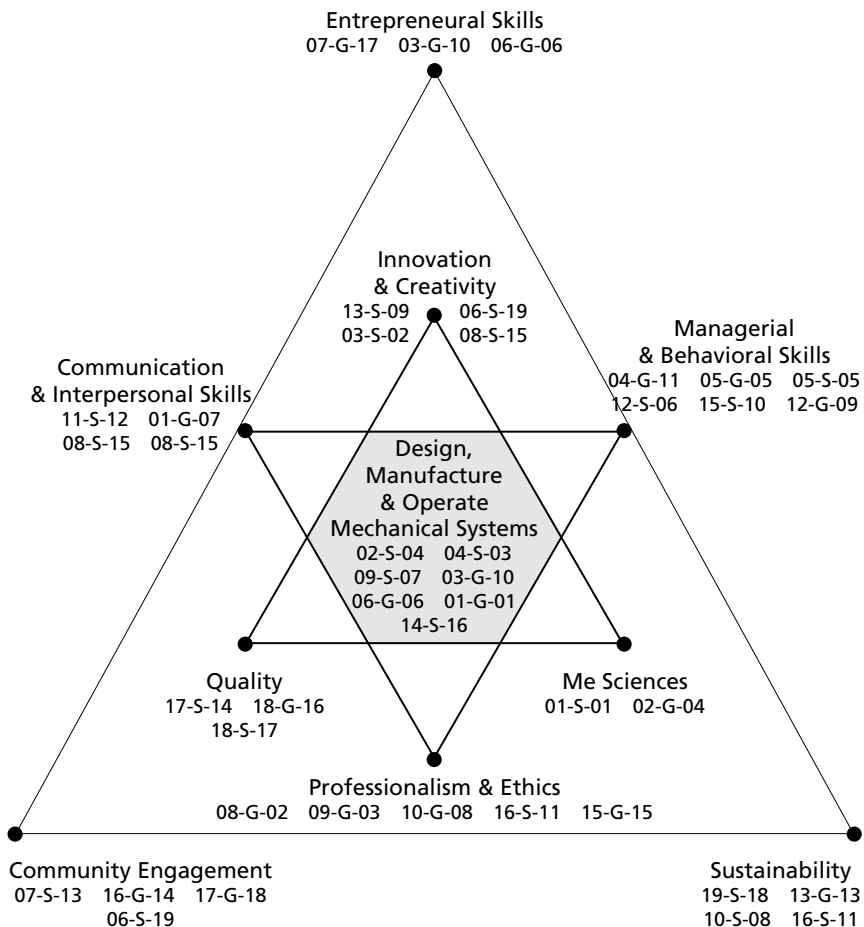 Entrepreneural Skills
07-G-17 03-G-10 06-G-06
Innovation
& Creativity
13-S-09 06-S-19
03-S-02 08-S-15
Managerial
& Behavioral Skills
04-G-11 05-G-05 05-S-05
12-S-06 15-S-10 12-G-09
Communication
& Interpersonal Skills
11-S-12 01-G-07
08-S-15 08-S-15
Design,
Manufacture
& Operate
Mechanical Systems
02-S-04 04-S-03
09-S-07 03-G-10
06-G-06 01-G-01
14-S-16
Quality
17-S-14 18-G-16
18-S-17
Me Sciences
01-S-01 02-G-04
Professionalism & Ethics
08-G-02 09-G-03 10-G-08 16-S-11 15-G-15
Community Engagement
07-S-13 16-G-14 17-G-18
06-S-19
Sustainability
19-S-18 13-G-13
10-S-08 16-S-11